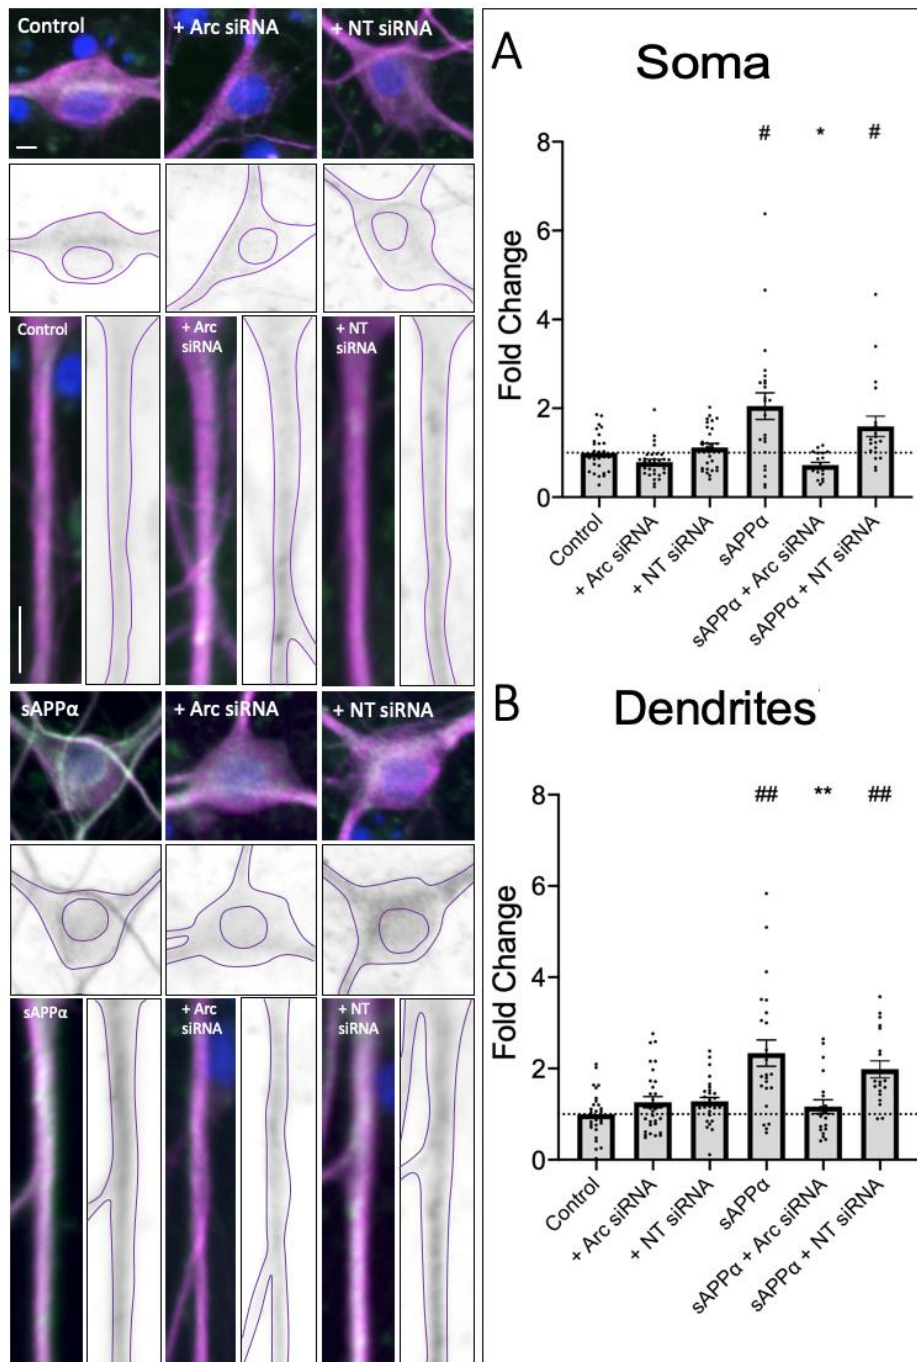 Control
+ Arc siRNA
+ NT siRNA
Control
+ Arc
siRNA
+ NT
siRNA
sAPPα
+ Arc siRNA
+ NT siRNA
sAPPα
+ Arc
siRNA
+ NT
siRNA
A
Soma
# * #
Fold Change
8
6
4
2
0
Control
+ Arc siRNA
+ NT siRNA
sAPPα
sAPPα + Arc siRNA
sAPPα + NT siRNA
B
Dendrites
## ** ##
Fold Change
8
6
4
2
0
Control
+ Arc siRNA
+ NT siRNA
sAPPα
sAPPα + Arc siRNA
sAPPα + NT siRNA